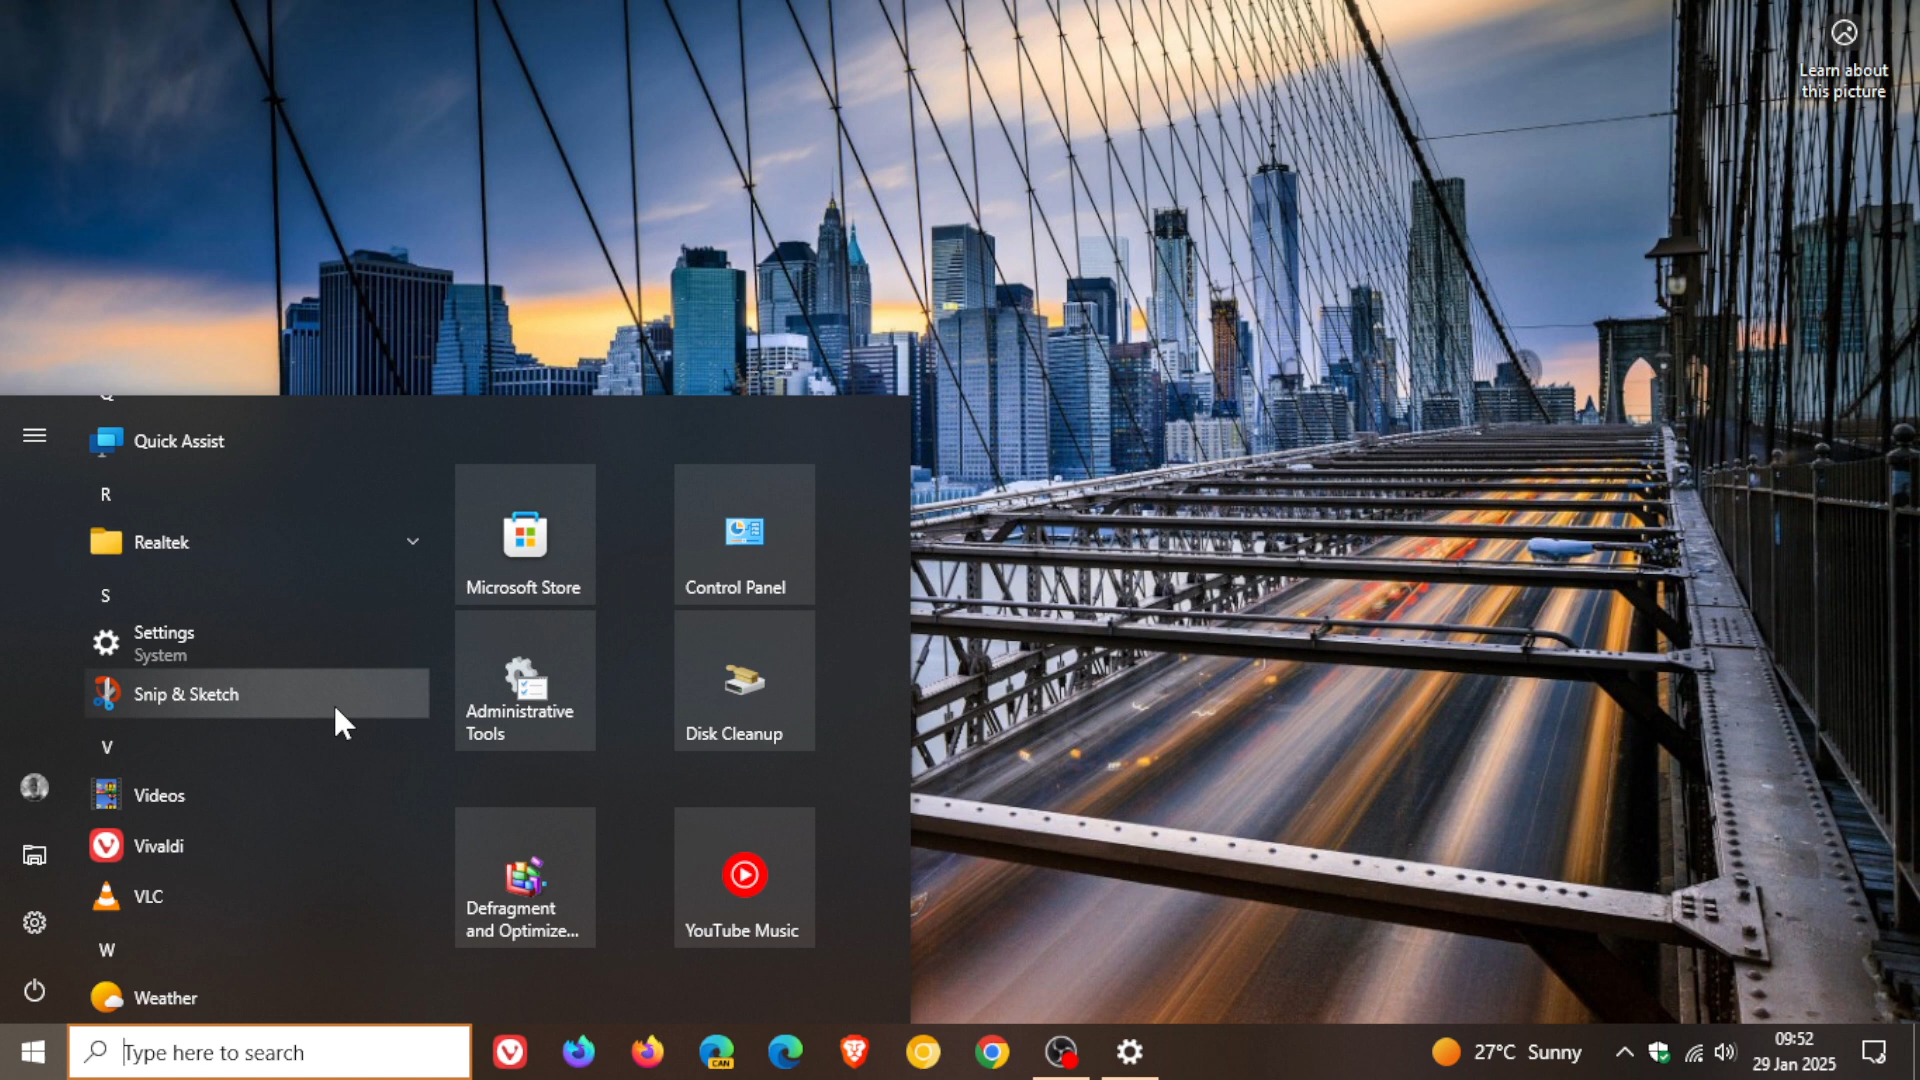 Learn about
this picture
Quick Assist
R
Realtek
S
Settings
System
Snip & Sketch
V
Videos
Vivaldi
VLC
W
Weather
Microsoft Store
Control Panel
Administrative
Tools
Disk Cleanup
Defragment
and Optimize...
YouTube Music
Type here to search
CAN
27°C Sunny
09:52
29 Jan 2025